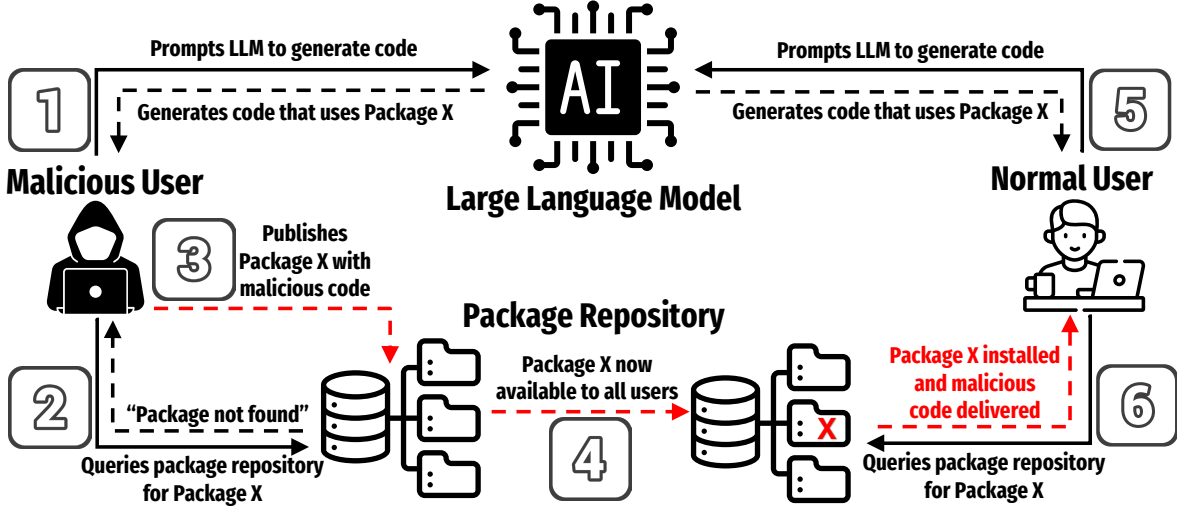 Prompts LLM to generate code
1
Generates code that uses Package X
Malicious User
AI
Large Language Model
Prompts LLM to generate code
5
Generates code that uses Package X
Normal User
3
Publishes
Package X with
malicious code
2
“Package not found”
Queries package repository
for Package X
Package Repository
Package X now
available to all users
4
X
Package X installed
and malicious
code delivered
6
Queries package repository
for Package X